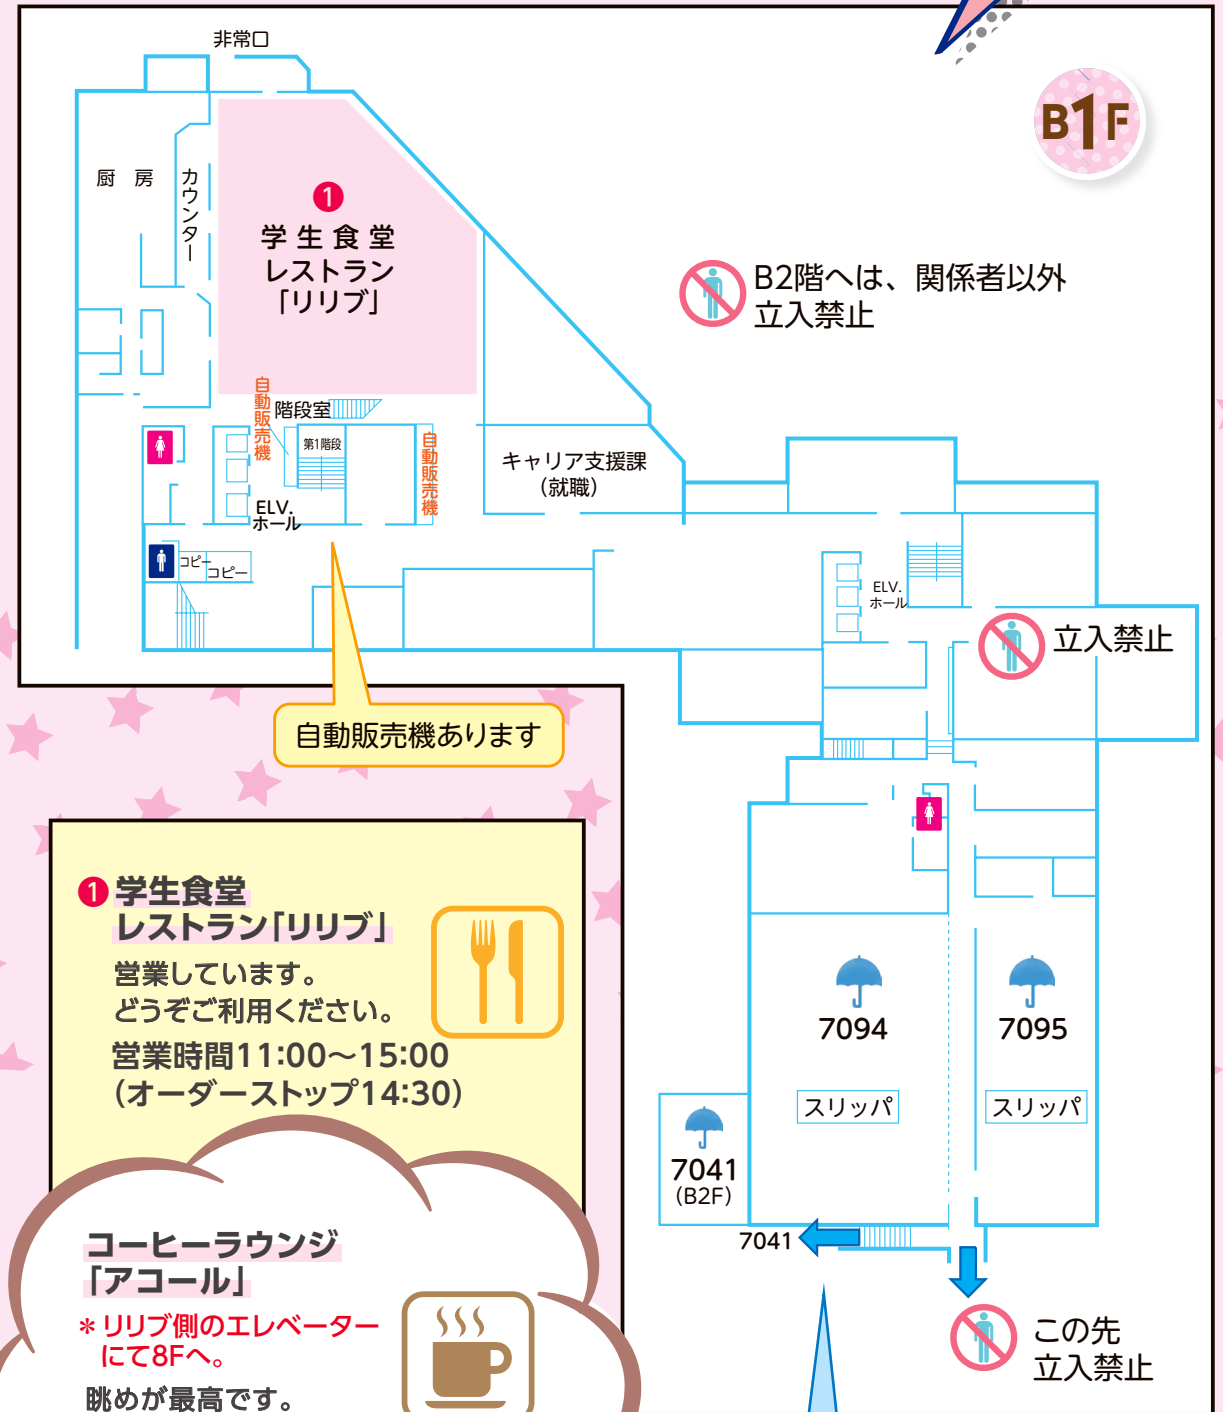 非常口
B1F
厨 房
カウンター
❶
学生食堂
レストラン
「リリブ」
B2階へは、関係者以外
立入禁止
自動販売機
階段室
第1階段
自動販売機
キャリア支援課
（就職）
ELV.
ホール
コピー
コピー
ELV.
ホール
立入禁止
自動販売機あります
❶学生食堂
レストラン「リリブ」
営業しています。
どうぞご利用ください。
営業時間11:00～15:00
（オーダーストップ14:30）
7094
7095
スリッパ
スリッパ
7041
（B2F）
7041
この先
立入禁止
コーヒーラウンジ
「アコール」
＊リリブ側のエレベーター
にて8Fへ。
眺めが最高です。